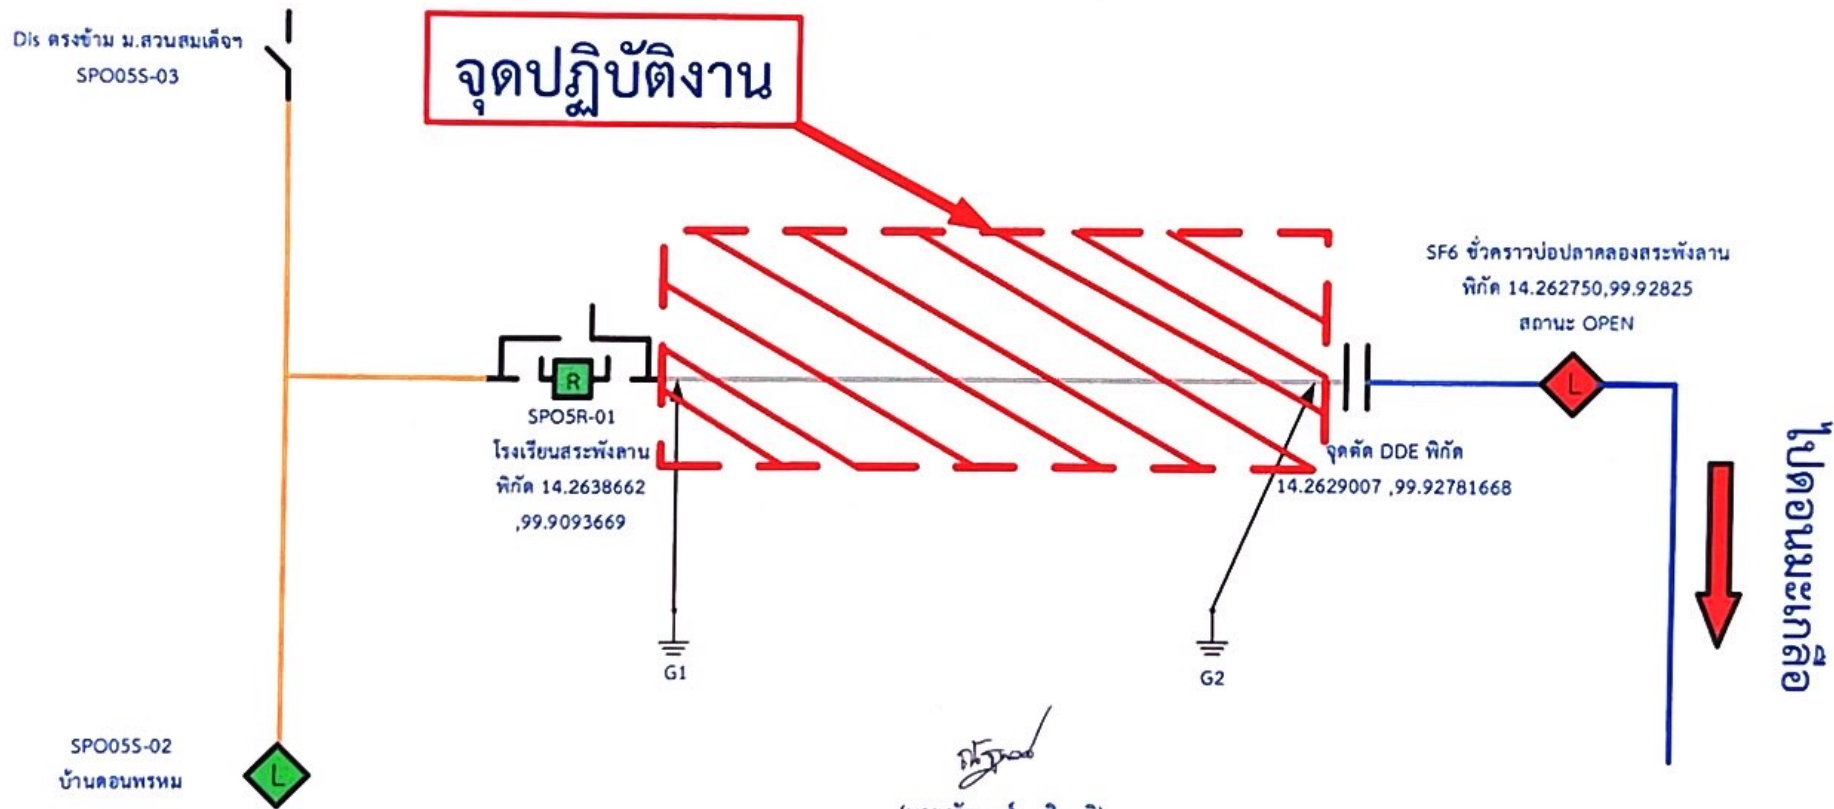 Dis ตรงข้าม ม.สวนสมเด็จฯ
SPO05S-03
จุดปฏิบัติงาน
SF6 ชั่วคราวบ่อปลาคลองสระพังลาน
พิกัด 14.262750,99.92825
สถานะ OPEN
R
L
SPO5R-01
โรงเรียนสระพังลาน
พิกัด 14.2638662
,99.9093669
จุดตัด DDE พิกัด
14.2629007 ,99.92781668
ไปดอนมะเกลือ
G1
G2
SPO05S-02
บ้านดอนพรหม
L